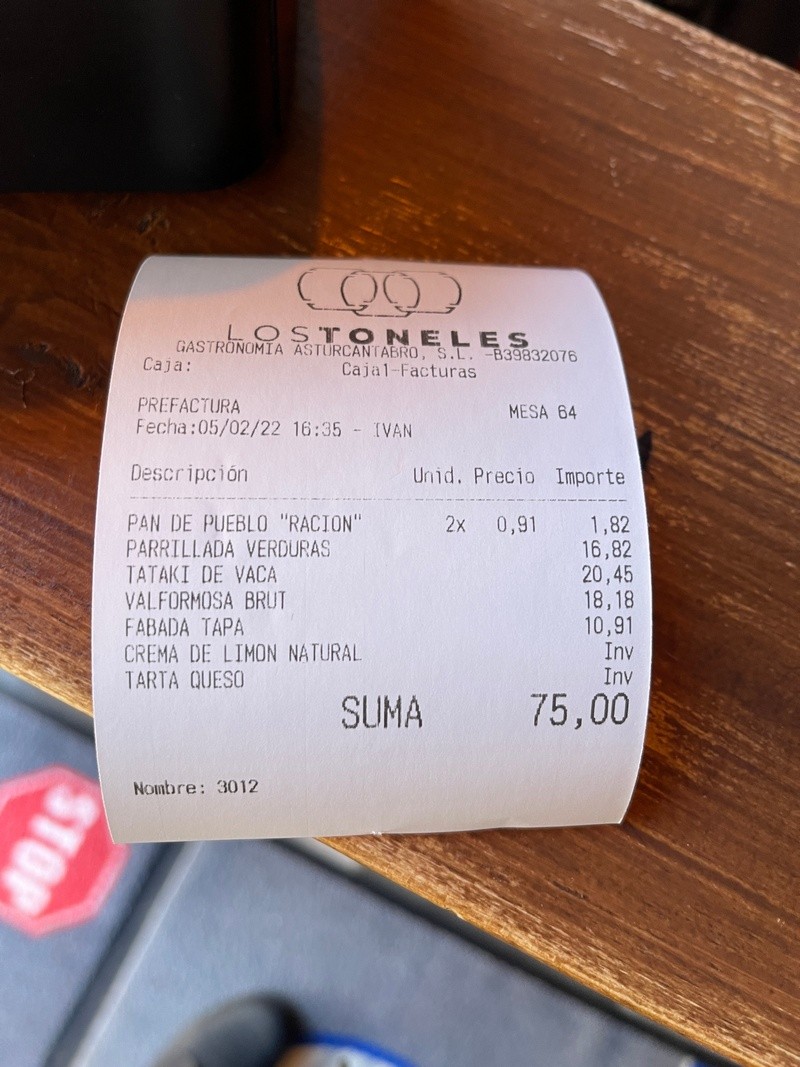 LOSTONELES
GASTRONOMIA ASTURCANTABRO, S.L. -B39832076
Caja: Caja1-Facturas
PREFACTURA MESA 64
Fecha:05/02/22 16:35 - IVAN
Descripción Unid. Precio Importe
PAN DE PUEBLO "RACION" 2x 0,91 1,82
PARRILLADA VERDURAS 16,82
TATAKI DE VACA 20,45
VALFORMOSA BRUT 18,18
FABADA TAPA 10,91
CREMA DE LIMON NATURAL Inv
TARTA QUESO Inv
SUMA 75,00
Nombre: 3012
STOP